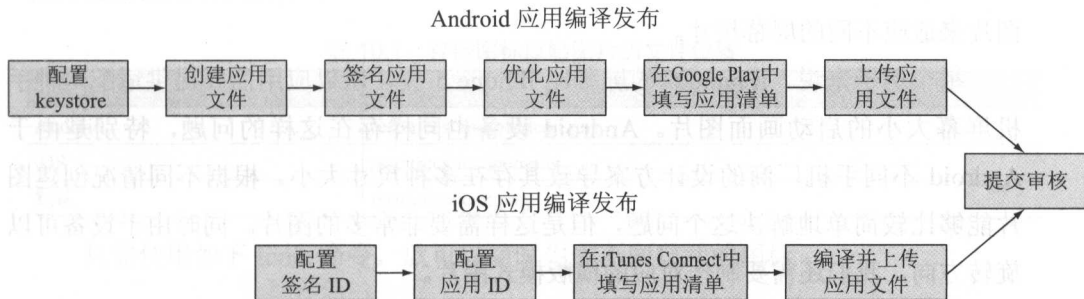 Android 应用编译发布
配置
keystore
创建应用
文件
签名应用
文件
优化应用
文件
在Google Play中
填写应用清单
上传应
用文件
提交审核
iOS 应用编译发布
配置
签名 ID
配置
应用 ID
在iTunes Connect中
填写应用清单
编译并上传
应用文件